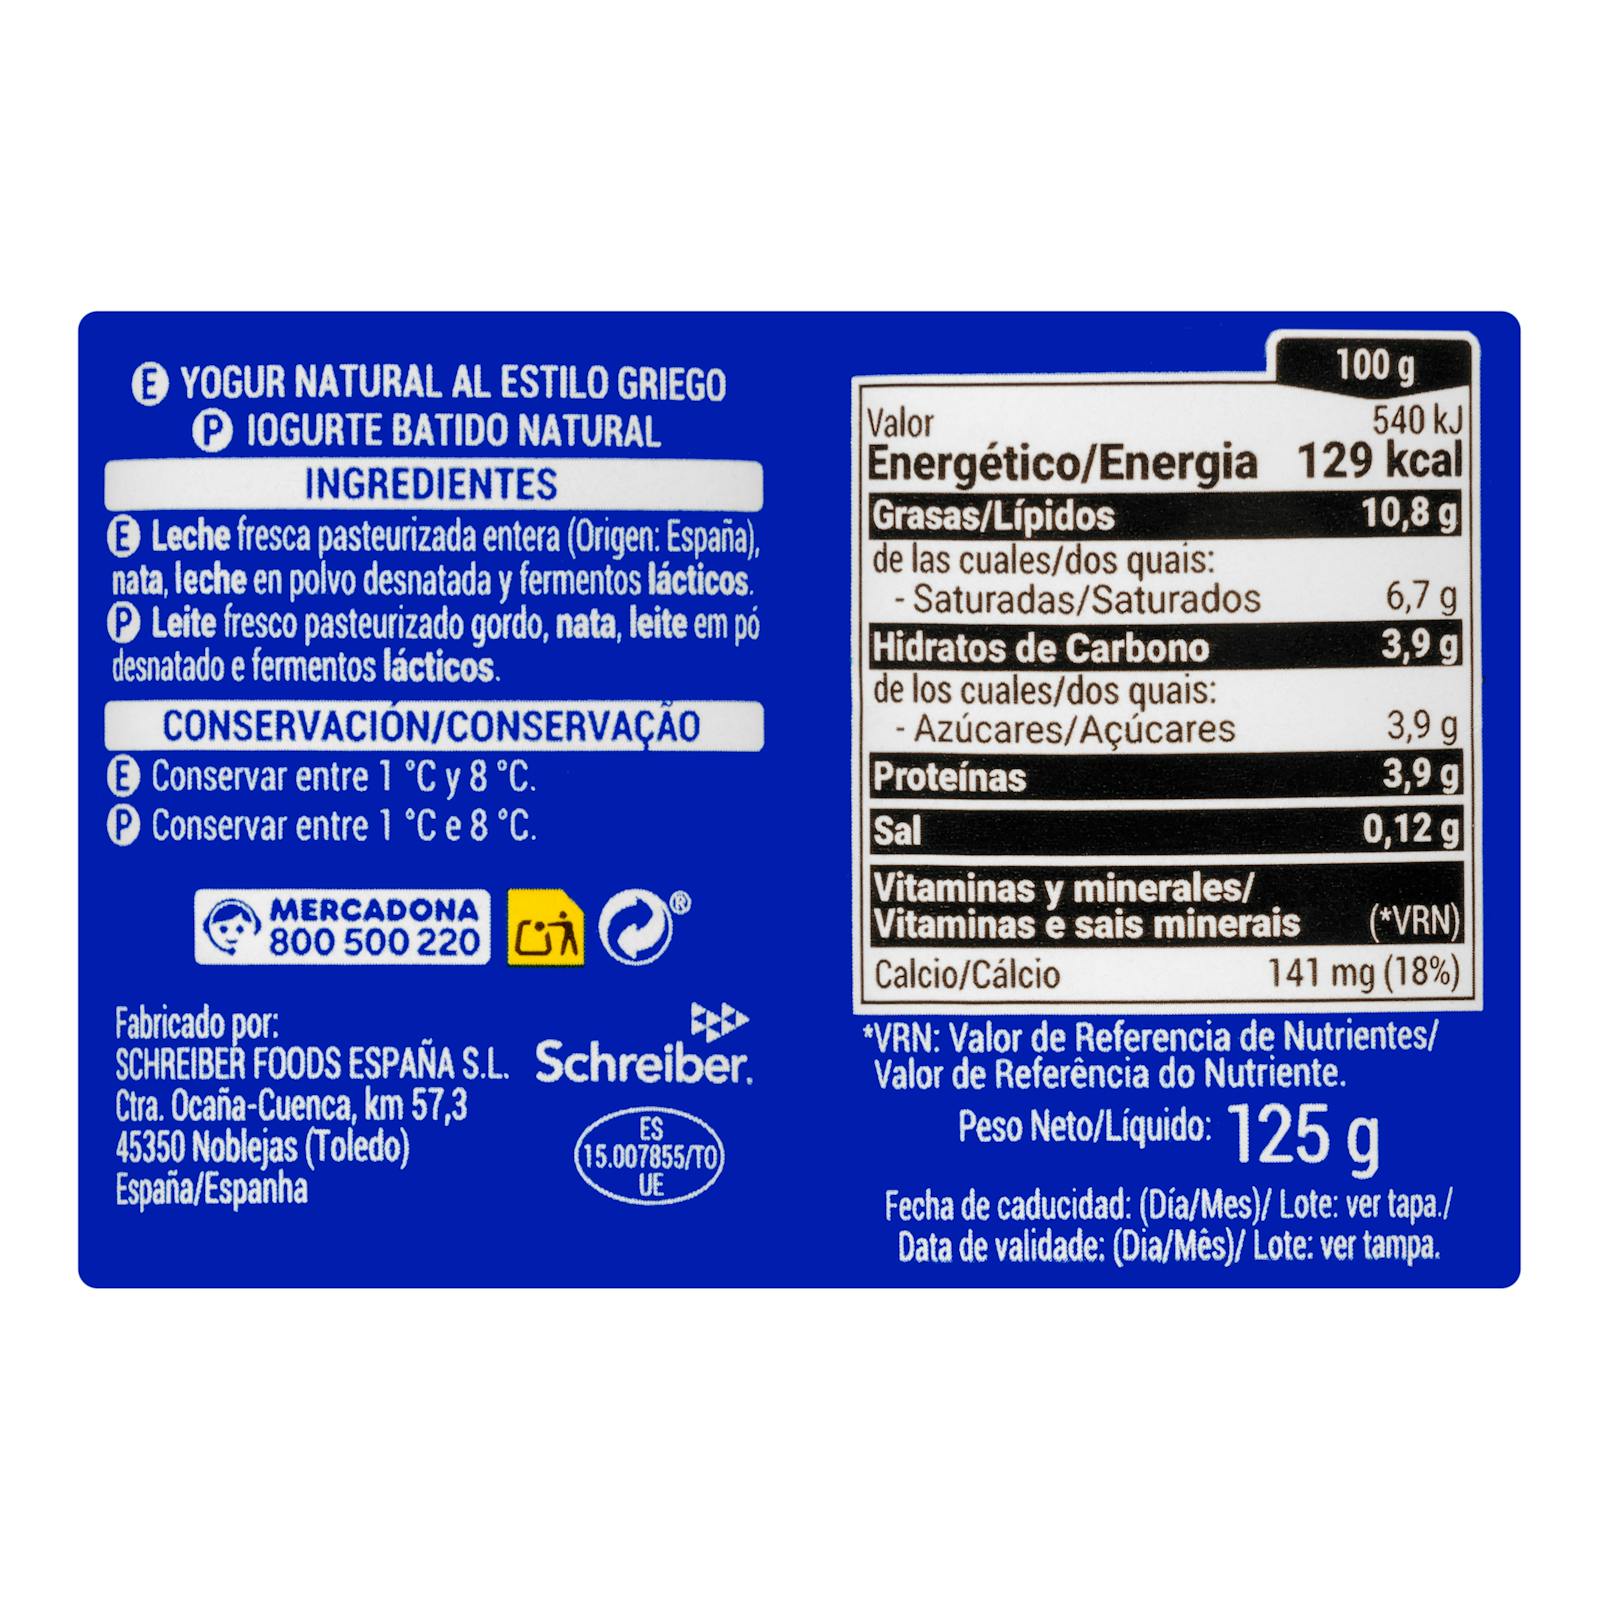 E YOGUR NATURAL AL ESTILO GRIEGO
P IOGURTE BATIDO NATURAL
INGREDIENTES
E Leche fresca pasteurizada entera (Origen: España),
nata, leche en polvo desnatada y fermentos lácticos.
P Leite fresco pasteurizado gordo, nata, leite em pó
desnatado e fermentos lácticos.
CONSERVACIÓN/CONSERVAÇÃO
E Conservar entre 1 °C y 8 °C.
P Conservar entre 1 °C e 8 °C.
MERCADONA
800 500 220
®
Fabricado por:
SCHREIBER FOODS ESPAÑA S.L.
Ctra. Ocaña-Cuenca, km 57,3
45350 Noblejas (Toledo)
España/Espanha
Schreiber.
ES
15.007855/TO
UE
100 g
Valor 540 kJ
Energético/Energia 129 kcal
Grasas/Lípidos 10,8 g
de las cuales/dos quais:
- Saturadas/Saturados 6,7 g
Hidratos de Carbono 3,9 g
de los cuales/dos quais:
- Azúcares/Açúcares 3,9 g
Proteínas 3,9 g
Sal 0,12 g
Vitaminas y minerales/
Vitaminas e sais minerais (*VRN)
Calcio/Cálcio 141 mg (18%)
*VRN: Valor de Referencia de Nutrientes/
Valor de Referência do Nutriente.
Peso Neto/Líquido: 125 g
Fecha de caducidad: (Día/Mes)/ Lote: ver tapa./
Data de validade: (Dia/Mês)/ Lote: ver tampa.